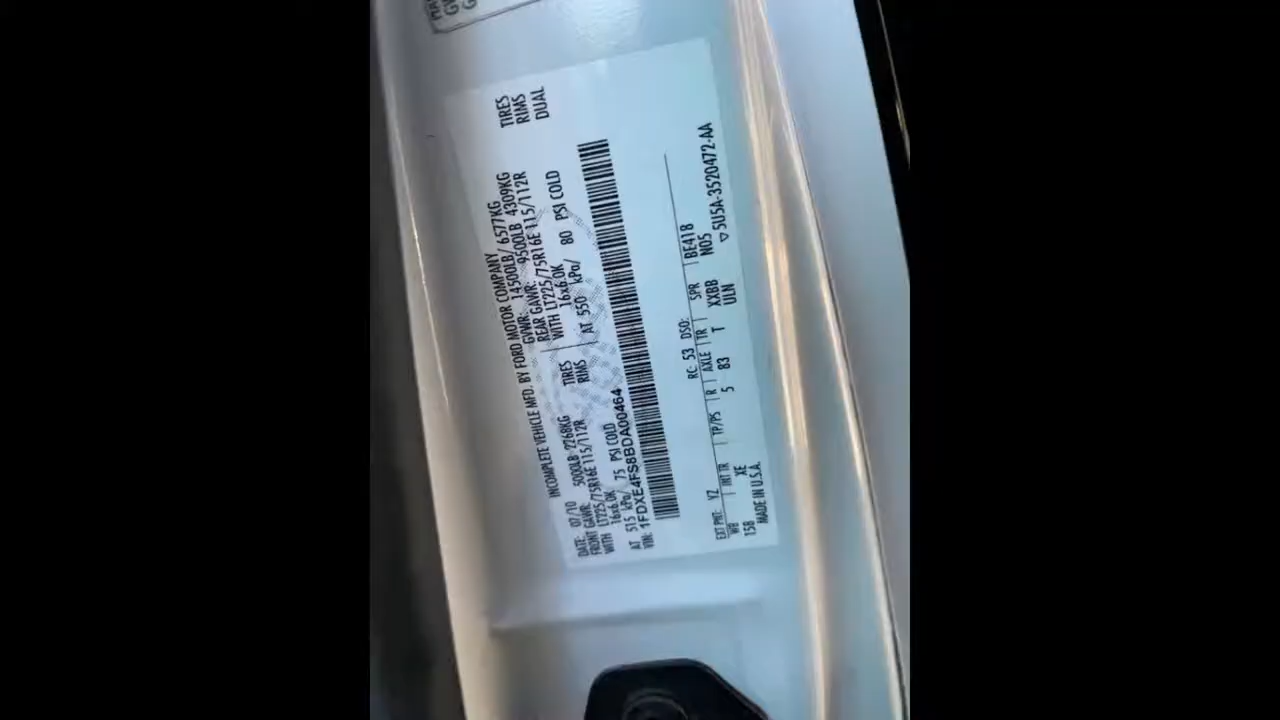 INCOMPLETE VEHICLE MFD. BY FORD MOTOR COMPANY
DATE: 07/10 GVWR: 14500LB/ 6577KG
FRONT GAWR: 5000LB 2268KG REAR GAWR: 9500LB 4309KG
WITH LT225/75R16E 115/112R TIRES WITH LT225/75R16E 115/112R TIRES
16x6.0K RIMS 16x6.0K RIMS
AT 515 kPa/ 75 PSI COLD AT 550 kPa/ 80 PSI COLD DUAL
VIN: 1FDXE4FS8BDA00464
EXT PNT: YZ RC: 53 DSO:
WB INT TR TP/PS R AXLE TR SPR BE418
158 XE 5 83 T XXBB N05
MADE IN U.S.A. ULN ▽5U5A-3520472-AA